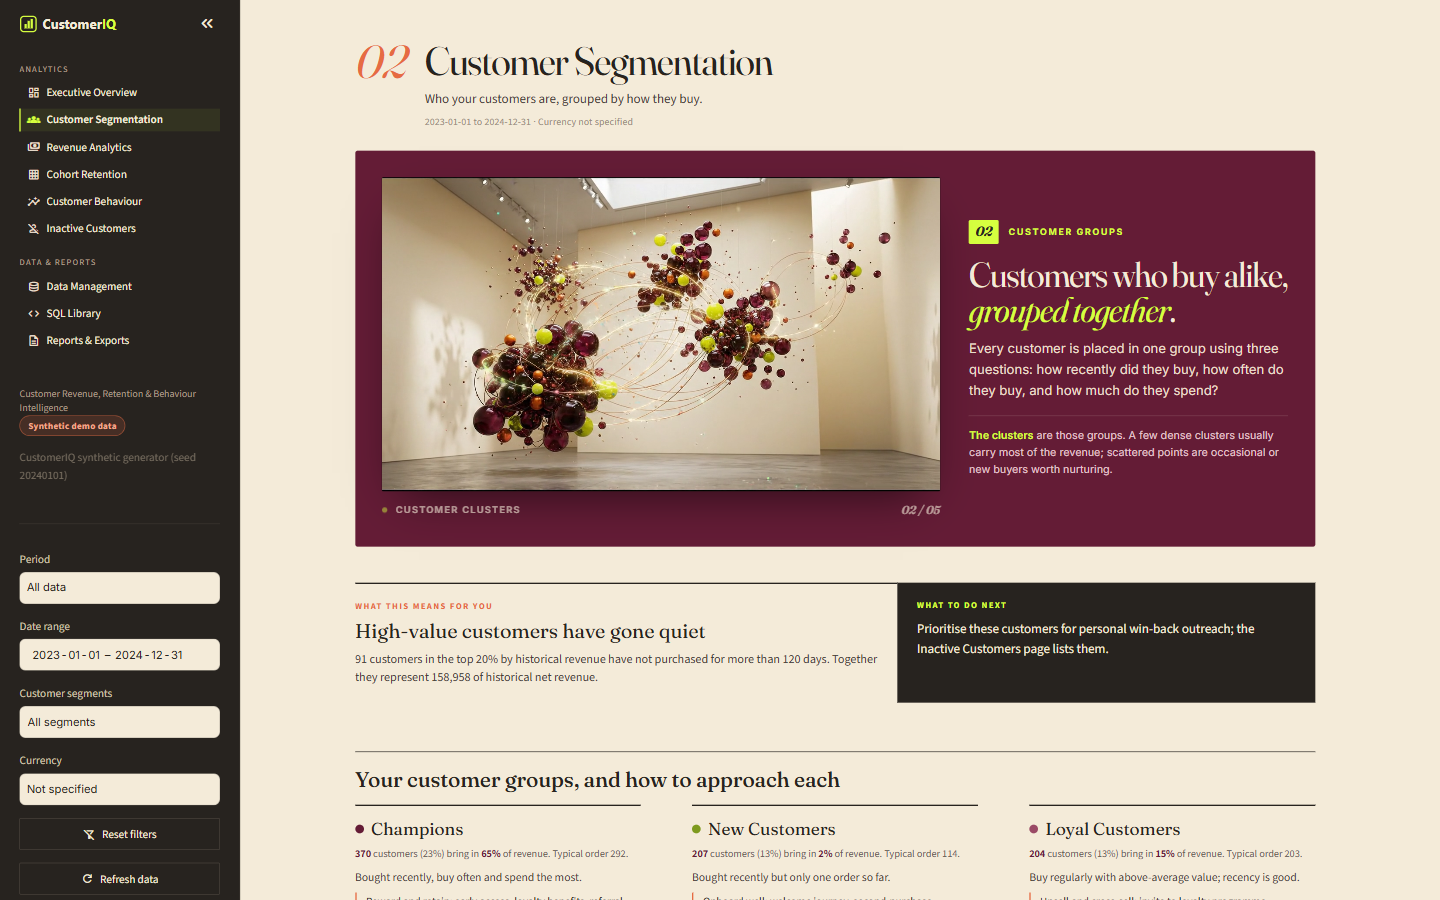 CustomerIQ
ANALYTICS
Executive Overview
Customer Segmentation
Revenue Analytics
Cohort Retention
Customer Behaviour
Inactive Customers
DATA & REPORTS
Data Management
SQL Library
Reports & Exports
Customer Revenue, Retention & Behaviour
Intelligence
Synthetic demo data
CustomerIQ synthetic generator (seed
20240101)
Period
All data
Date range
2023-01-01 – 2024-12-31
Customer segments
All segments
Currency
Not specified
Reset filters
Refresh data
02 Customer Segmentation
Who your customers are, grouped by how they buy.
2023-01-01 to 2024-12-31 · Currency not specified
CUSTOMER CLUSTERS
02 / 05
02 CUSTOMER GROUPS
Customers who buy alike,
grouped together.
Every customer is placed in one group using three
questions: how recently did they buy, how often do
they buy, and how much do they spend?
The clusters are those groups. A few dense clusters usually
carry most of the revenue; scattered points are occasional or
new buyers worth nurturing.
WHAT THIS MEANS FOR YOU
High-value customers have gone quiet
91 customers in the top 20% by historical revenue have not purchased for more than 120 days. Together
they represent 158,958 of historical net revenue.
WHAT TO DO NEXT
Prioritise these customers for personal win-back outreach; the
Inactive Customers page lists them.
Your customer groups, and how to approach each
Champions
370 customers (23%) bring in 65% of revenue. Typical order 292.
Bought recently, buy often and spend the most.
New Customers
207 customers (13%) bring in 2% of revenue. Typical order 114.
Bought recently but only one order so far.
Loyal Customers
204 customers (13%) bring in 15% of revenue. Typical order 203.
Buy regularly with above-average value; recency is good.